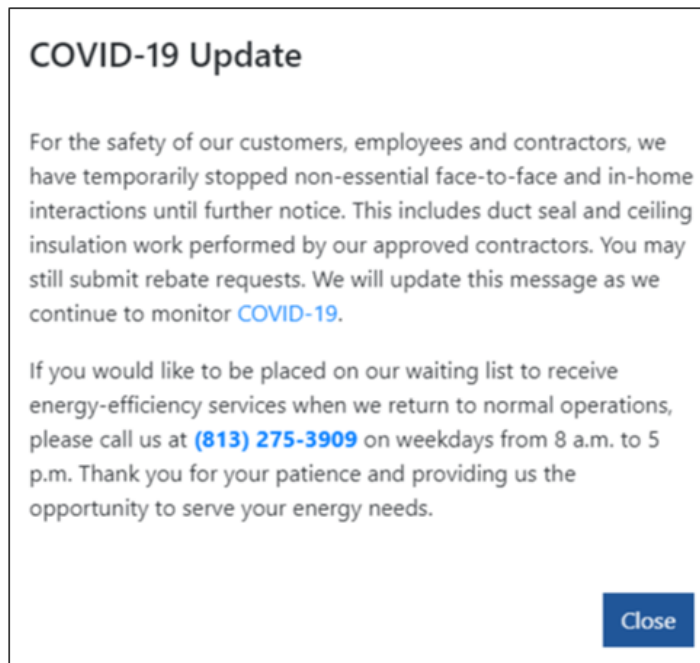 COVID-19 Update
For the safety of our customers, employees and contractors, we
have temporarily stopped non-essential face-to-face and in-home
interactions until further notice. This includes duct seal and ceiling
insulation work performed by our approved contractors. You may
still submit rebate requests. We will update this message as we
continue to monitor COVID-19.
If you would like to be placed on our waiting list to receive
energy-efficiency services when we return to normal operations,
please call us at (813) 275-3909 on weekdays from 8 a.m. to 5
p.m. Thank you for your patience and providing us the
opportunity to serve your energy needs.
Close